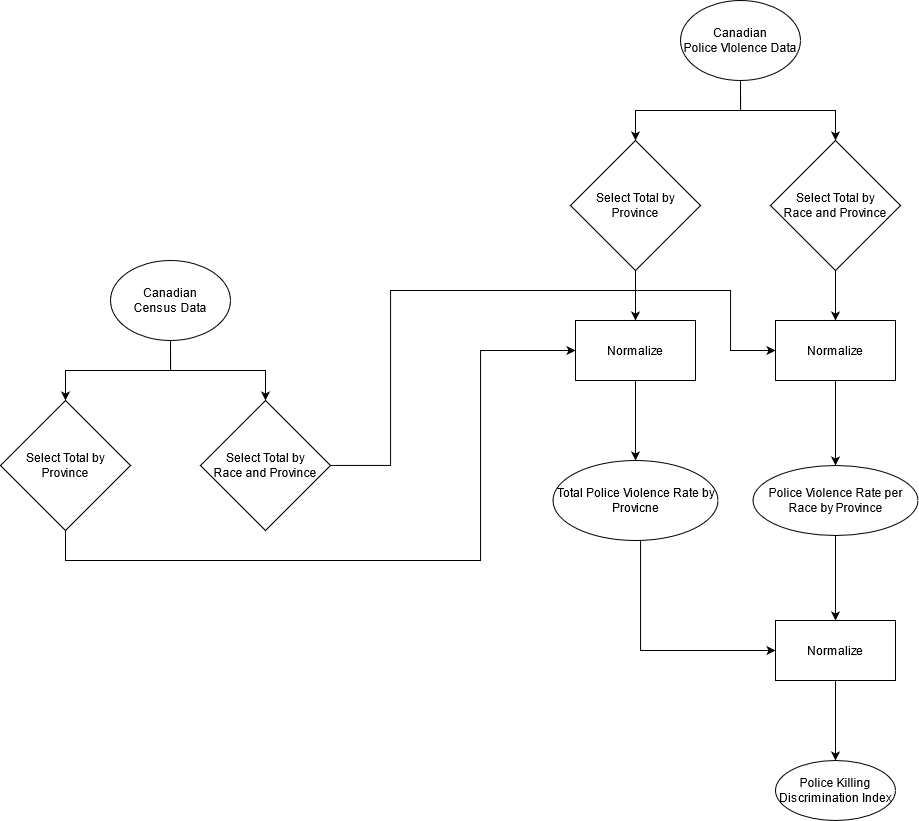 Canadian
Police VIolence Data
Select Total by
Province
Select Total by
Race and Province
Canadian
Census Data
Normalize
Normalize
Select Total by
Province
Select Total by
Race and Province
Total Police Violence Rate by
Provicne
Police Violence Rate per
Race by Province
Normalize
Police Killing
Discrimination Index